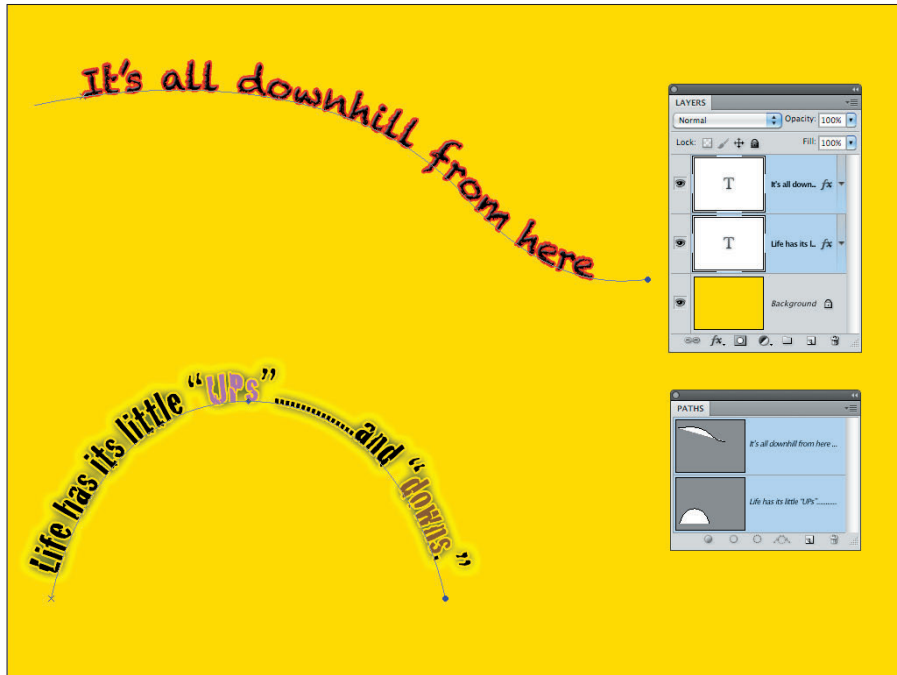 It's all downhill from here
Life has its little “UPs” ..............and “downs.”
LAYERS
Normal Opacity: 100%
Lock: Fill: 100%
T It's all down.. fx
T Life has its l.. fx
Background
fx.
PATHS
It's all downhill from here ...
Life has its little "UPs"...........